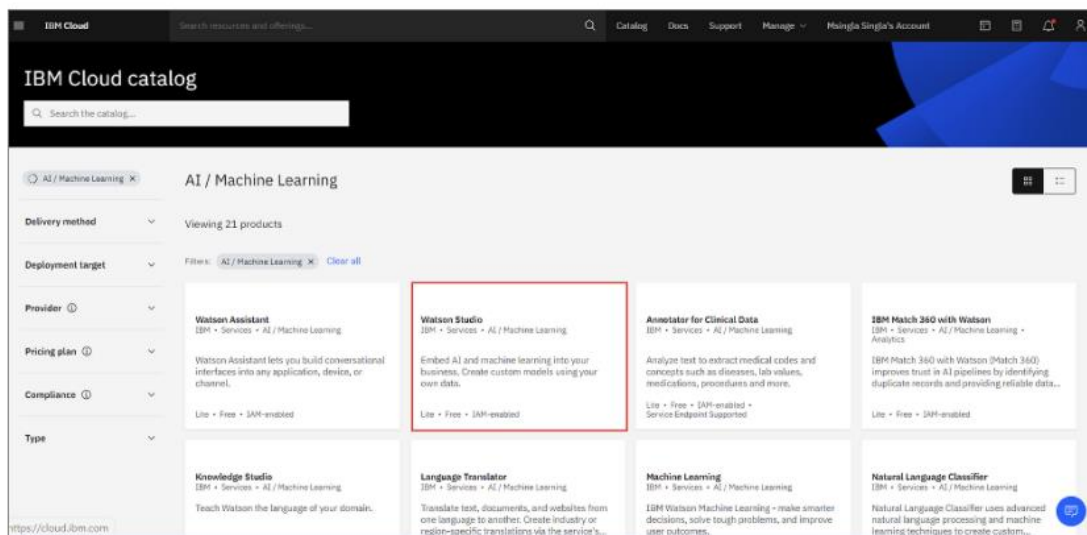 IBM Cloud
Search resources and offerings...
Catalog
Docs
Support
Manage
Msingla Singla's Account
IBM Cloud catalog
Search the catalog...
AI / Machine Learning
Delivery method
Deployment target
Provider
Pricing plan
Compliance
Type
AI / Machine Learning
Viewing 21 products
Filters: AI / Machine Learning Clear all
Watson Assistant
IBM • Services • AI / Machine Learning
Watson Assistant lets you build conversational
interfaces into any application, device, or
channel.
Lite • Free • IAM-enabled
Watson Studio
IBM • Services • AI / Machine Learning
Embed AI and machine learning into your
business. Create custom models using your
own data.
Lite • Free • IAM-enabled
Annotator for Clinical Data
IBM • Services • AI / Machine Learning
Analyze text to extract medical codes and
concepts such as diseases, lab values,
medications, procedures and more.
Lite • Free • IAM-enabled •
Service Endpoint Supported
IBM Match 360 with Watson
IBM • Services • AI / Machine Learning •
Analytics
IBM Match 360 with Watson (Match 360)
improves trust in AI pipelines by identifying
duplicate records and providing reliable data...
Lite • Free • IAM-enabled
Knowledge Studio
IBM • Services • AI / Machine Learning
Teach Watson the language of your domain.
Language Translator
IBM • Services • AI / Machine Learning
Translate text, documents, and websites from
one language to another. Create industry or
region-specific translations via the service's...
Machine Learning
IBM • Services • AI / Machine Learning
IBM Watson Machine Learning - make smarter
decisions, solve tough problems, and improve
user outcomes.
Natural Language Classifier
IBM • Services • AI / Machine Learning
Natural Language Classifier uses advanced
natural language processing and machine
learning techniques to create custom...
https://cloud.ibm.com